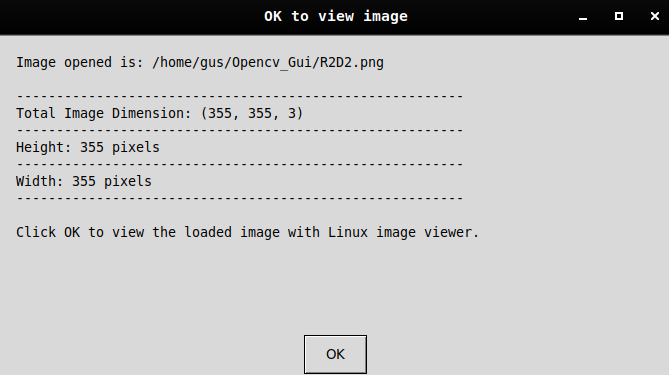 OK to view image
Image opened is: /home/gus/Opencv_Gui/R2D2.png
--------------------------------------------------------
Total Image Dimension: (355, 355, 3)
--------------------------------------------------------
Height: 355 pixels
--------------------------------------------------------
Width: 355 pixels
--------------------------------------------------------
Click OK to view the loaded image with Linux image viewer.
OK